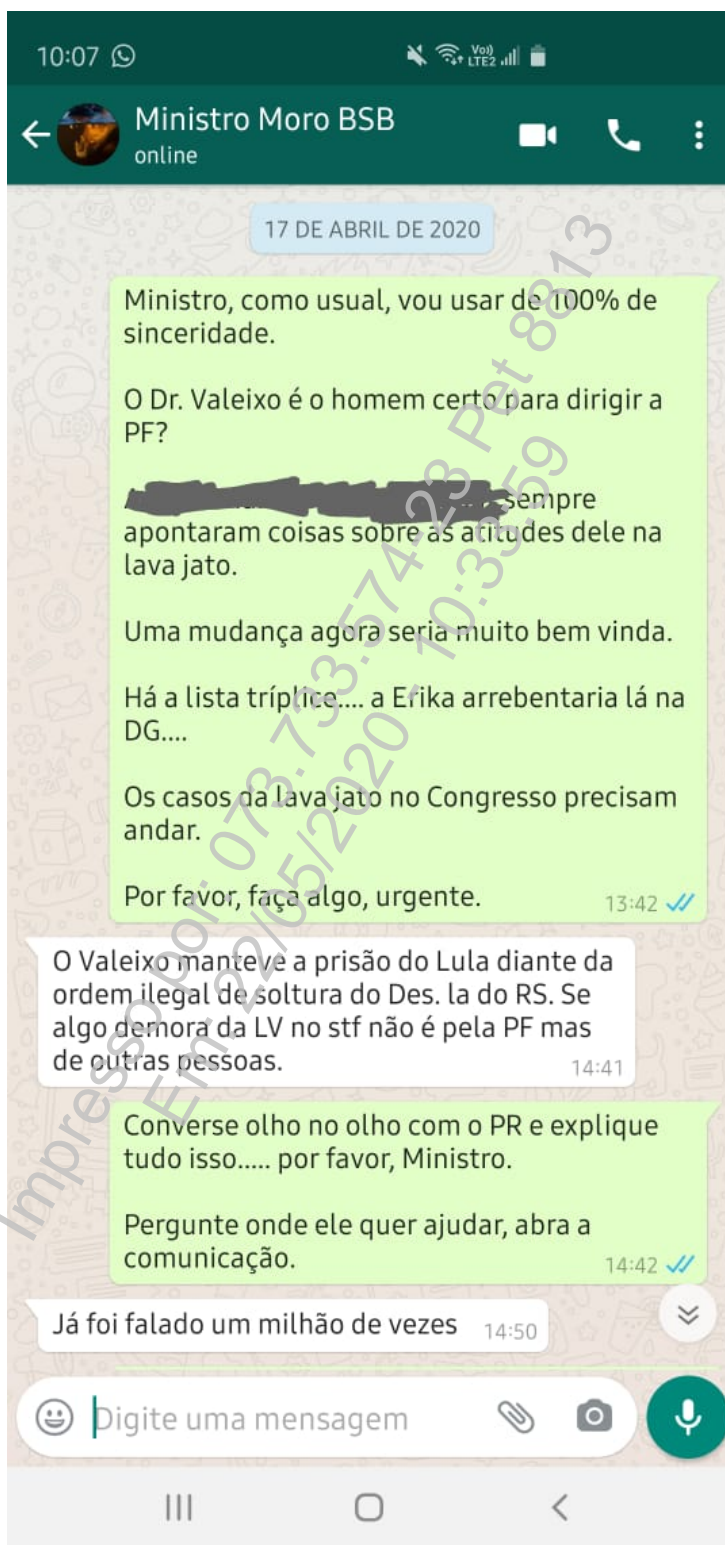 10:07
Vo)) LTE2
Ministro Moro BSB
online
17 DE ABRIL DE 2020
Ministro, como usual, vou usar de 100% de
sinceridade.
O Dr. Valeixo é o homem certo para dirigir a
PF?
sempre
apontaram coisas sobre as atitudes dele na
lava jato.
Uma mudança agora seria muito bem vinda.
Há a lista tríplice.... a Erika arrebentaria lá na
DG....
Os casos da lava jato no Congresso precisam
andar.
Por favor, faça algo, urgente.
13:42
O Valeixo manteve a prisão do Lula diante da
ordem ilegal de soltura do Des. la do RS. Se
algo demora da LV no stf não é pela PF mas
de outras pessoas.
14:41
Converse olho no olho com o PR e explique
tudo isso..... por favor, Ministro.
Pergunte onde ele quer ajudar, abra a
comunicação.
14:42
Já foi falado um milhão de vezes
14:50
Digite uma mensagem
Impresso por: 073.733.574-23 Pet 8813
Em: 22/05/2020 - 10:33:59